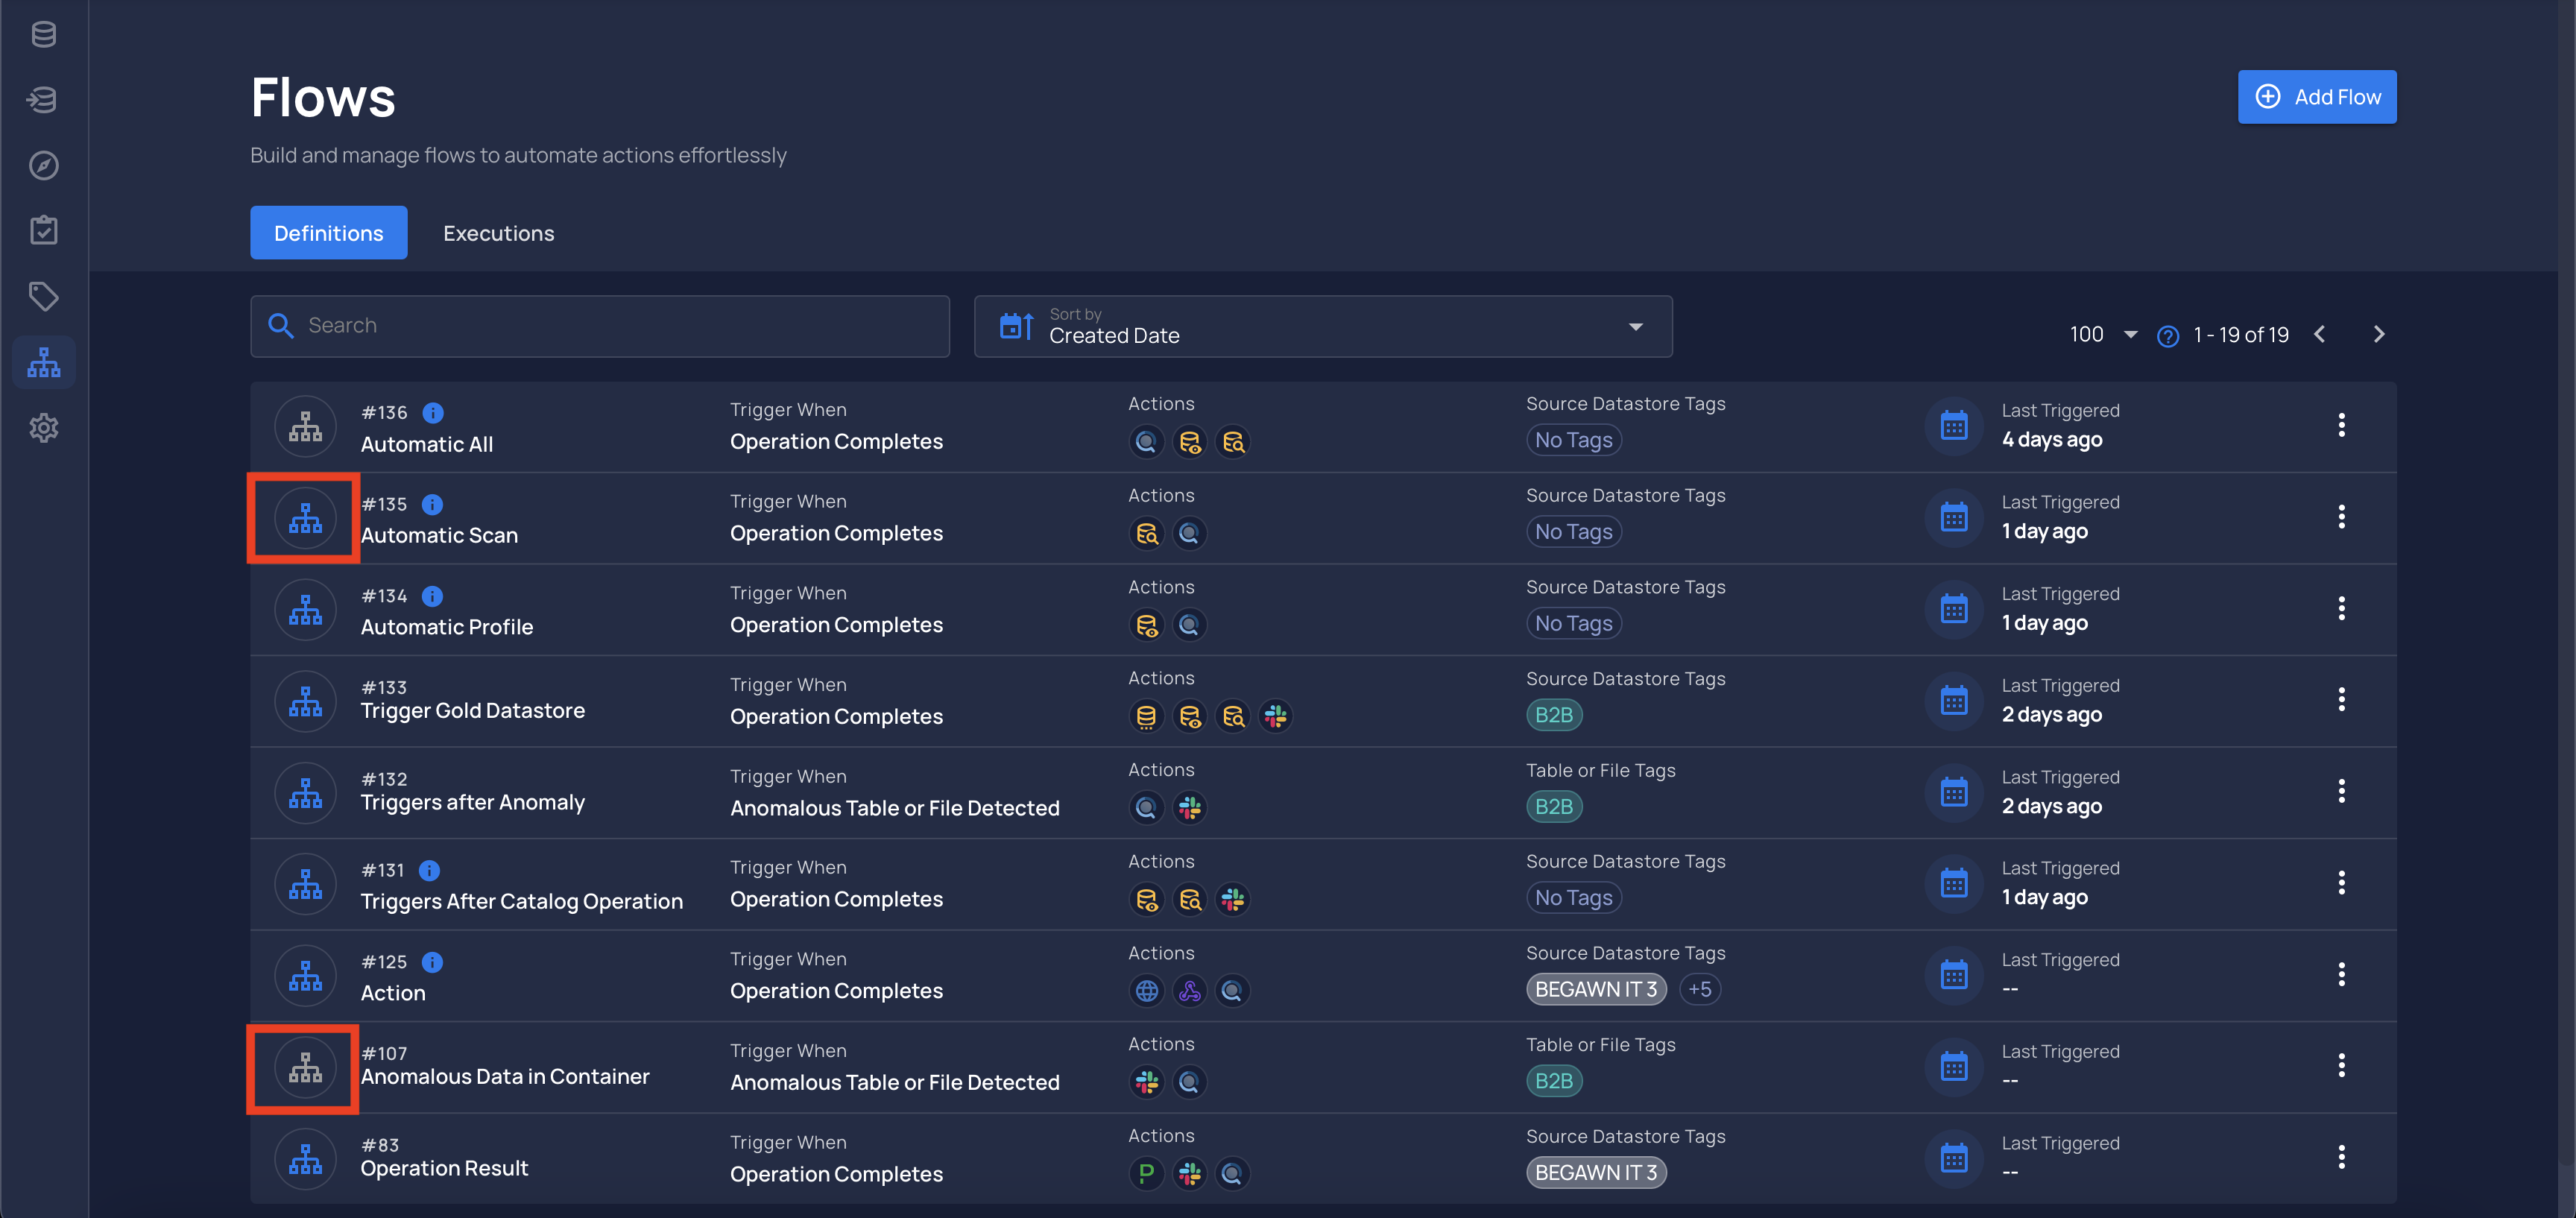 Flows
Add Flow
Build and manage flows to automate actions effortlessly
Definitions
Executions
Search
Sort by
Created Date
100
1 - 19 of 19
#136
Automatic All
Trigger When
Operation Completes
Actions
Source Datastore Tags
No Tags
Last Triggered
4 days ago
#135
Automatic Scan
Trigger When
Operation Completes
Actions
Source Datastore Tags
No Tags
Last Triggered
1 day ago
#134
Automatic Profile
Trigger When
Operation Completes
Actions
Source Datastore Tags
No Tags
Last Triggered
1 day ago
#133
Trigger Gold Datastore
Trigger When
Operation Completes
Actions
Source Datastore Tags
B2B
Last Triggered
2 days ago
#132
Triggers after Anomaly
Trigger When
Anomalous Table or File Detected
Actions
Table or File Tags
B2B
Last Triggered
2 days ago
#131
Triggers After Catalog Operation
Trigger When
Operation Completes
Actions
Source Datastore Tags
No Tags
Last Triggered
1 day ago
#125
Action
Trigger When
Operation Completes
Actions
Source Datastore Tags
BEGAWN IT 3
+5
Last Triggered
--
#107
Anomalous Data in Container
Trigger When
Anomalous Table or File Detected
Actions
Table or File Tags
B2B
Last Triggered
--
#83
Operation Result
Trigger When
Operation Completes
Actions
Source Datastore Tags
BEGAWN IT 3
Last Triggered
--